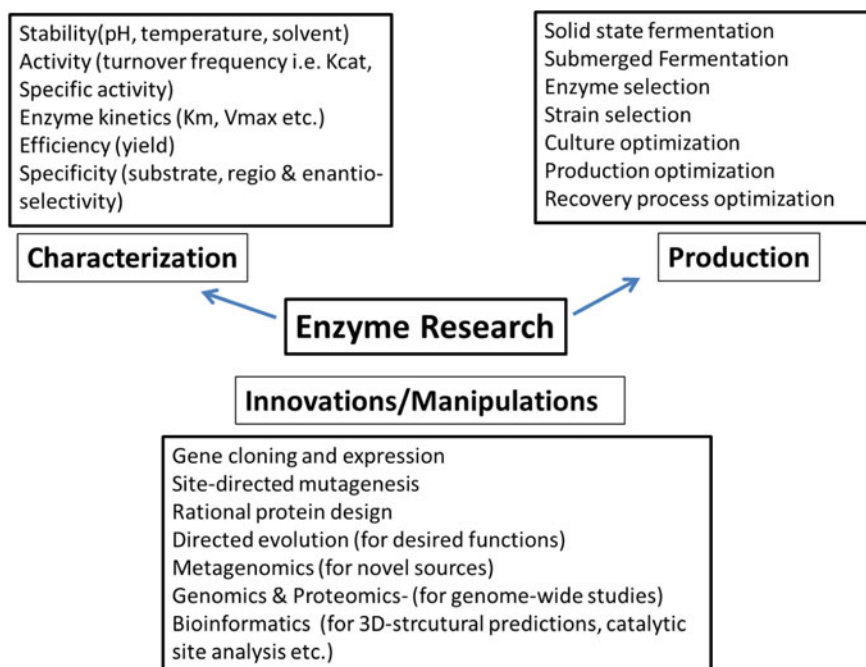 Stability(pH, temperature, solvent)
Activity (turnover frequency i.e. Kcat,
Specific activity)
Enzyme kinetics (Km, Vmax etc.)
Efficiency (yield)
Specificity (substrate, regio & enantio-
selectivity)
Characterization
Solid state fermentation
Submerged Fermentation
Enzyme selection
Strain selection
Culture optimization
Production optimization
Recovery process optimization
Production
Enzyme Research
Innovations/Manipulations
Gene cloning and expression
Site-directed mutagenesis
Rational protein design
Directed evolution (for desired functions)
Metagenomics (for novel sources)
Genomics & Proteomics- (for genome-wide studies)
Bioinformatics (for 3D-strcutural predictions, catalytic
site analysis etc.)